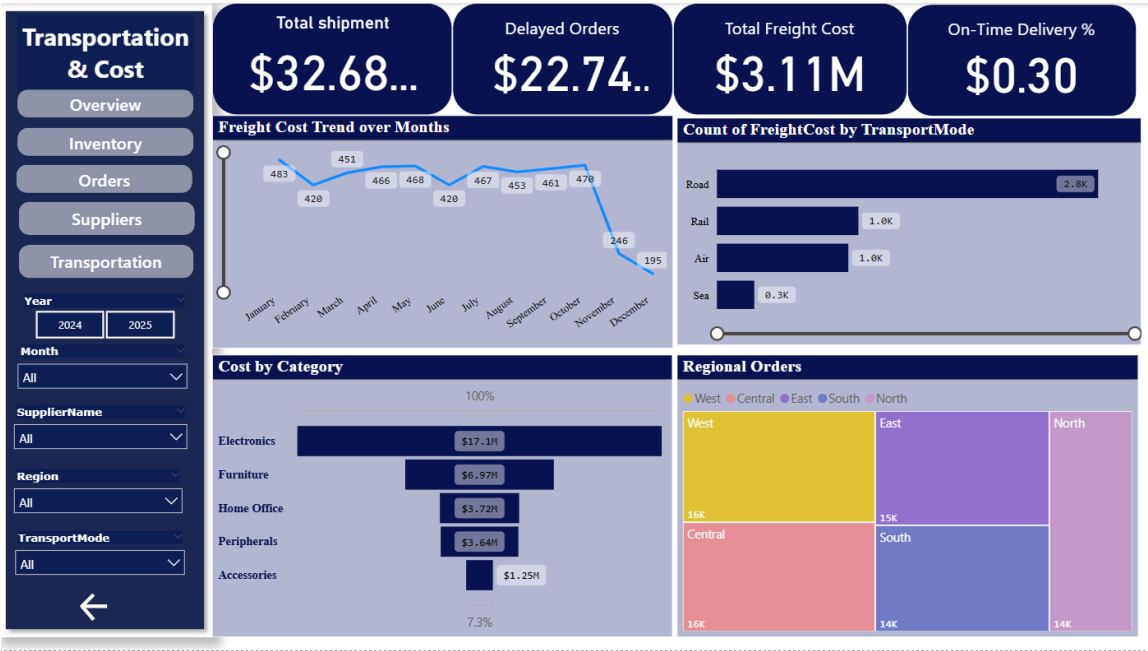 Transportation
& Cost
Overview
Inventory
Orders
Suppliers
Transportation
Year
2024 2025
Month
All
SupplierName
All
Region
All
TransportMode
All
Total shipment
$32.68...
Delayed Orders
$22.74..
Total Freight Cost
$3.11M
On-Time Delivery %
$0.30
Freight Cost Trend over Months
483
420
451
466
468
420
467
453
461
470
246
195
January
February
March
April
May
June
July
August
September
October
November
December
Count of FreightCost by TransportMode
Road 2.8K
Rail 1.0K
Air 1.0K
Sea 0.3K
Cost by Category
100%
Electronics $17.1M
Furniture $6.97M
Home Office $3.72M
Peripherals $3.64M
Accessories $1.25M
7.3%
Regional Orders
West Central East South North
West
16K
Central
16K
East
15K
South
14K
North
14K